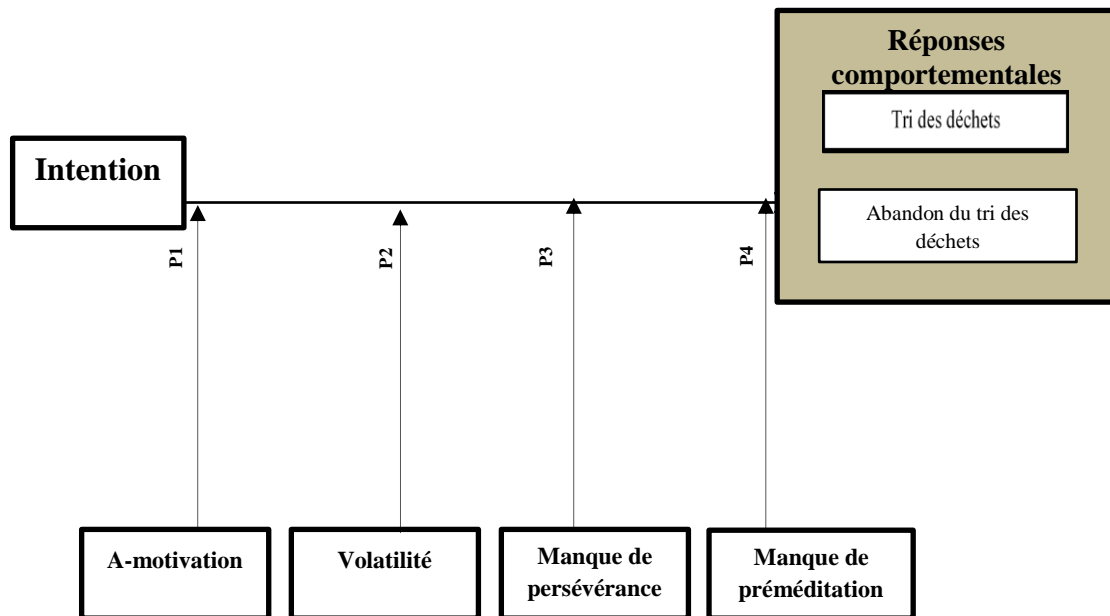 Réponses
comportementales
Tri des déchets
Intention
Abandon du tri des
déchets
P1
P2
P3
P4
A-motivation
Volatilité
Manque de
persévérance
Manque de
préméditation